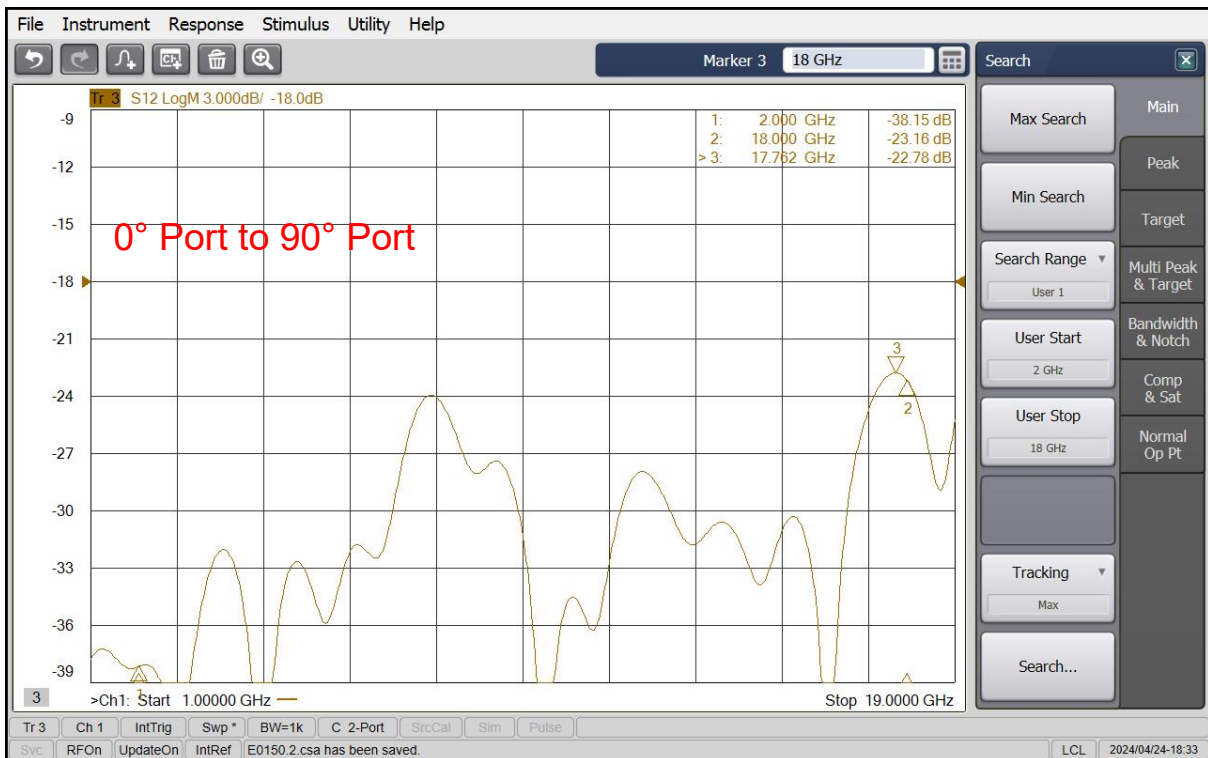 File Instrument Response Stimulus Utility Help
Marker 3 18 GHz
Search
Tr 3 S12 LogM 3.000dB/ -18.0dB
1: 2.000 GHz -38.15 dB
2: 18.000 GHz -23.16 dB
> 3: 17.762 GHz -22.78 dB
0° Port to 90° Port
-9
-12
-15
-18
-21
-24
-27
-30
-33
-36
-39
3
2
1
3 >Ch1: Start 1.00000 GHz Stop 19.0000 GHz
Max Search
Min Search
Search Range
User 1
User Start
2 GHz
User Stop
18 GHz
Tracking
Max
Search...
Main
Peak
Target
Multi Peak
& Target
Bandwidth
& Notch
Comp
& Sat
Normal
Op Pt
Tr 3 Ch 1 IntTrig Swp * BW=1k C 2-Port SrcCal Sim Pulse
Svc RFOn UpdateOn IntRef E0150.2.csa has been saved. LCL 2024/04/24-18:33